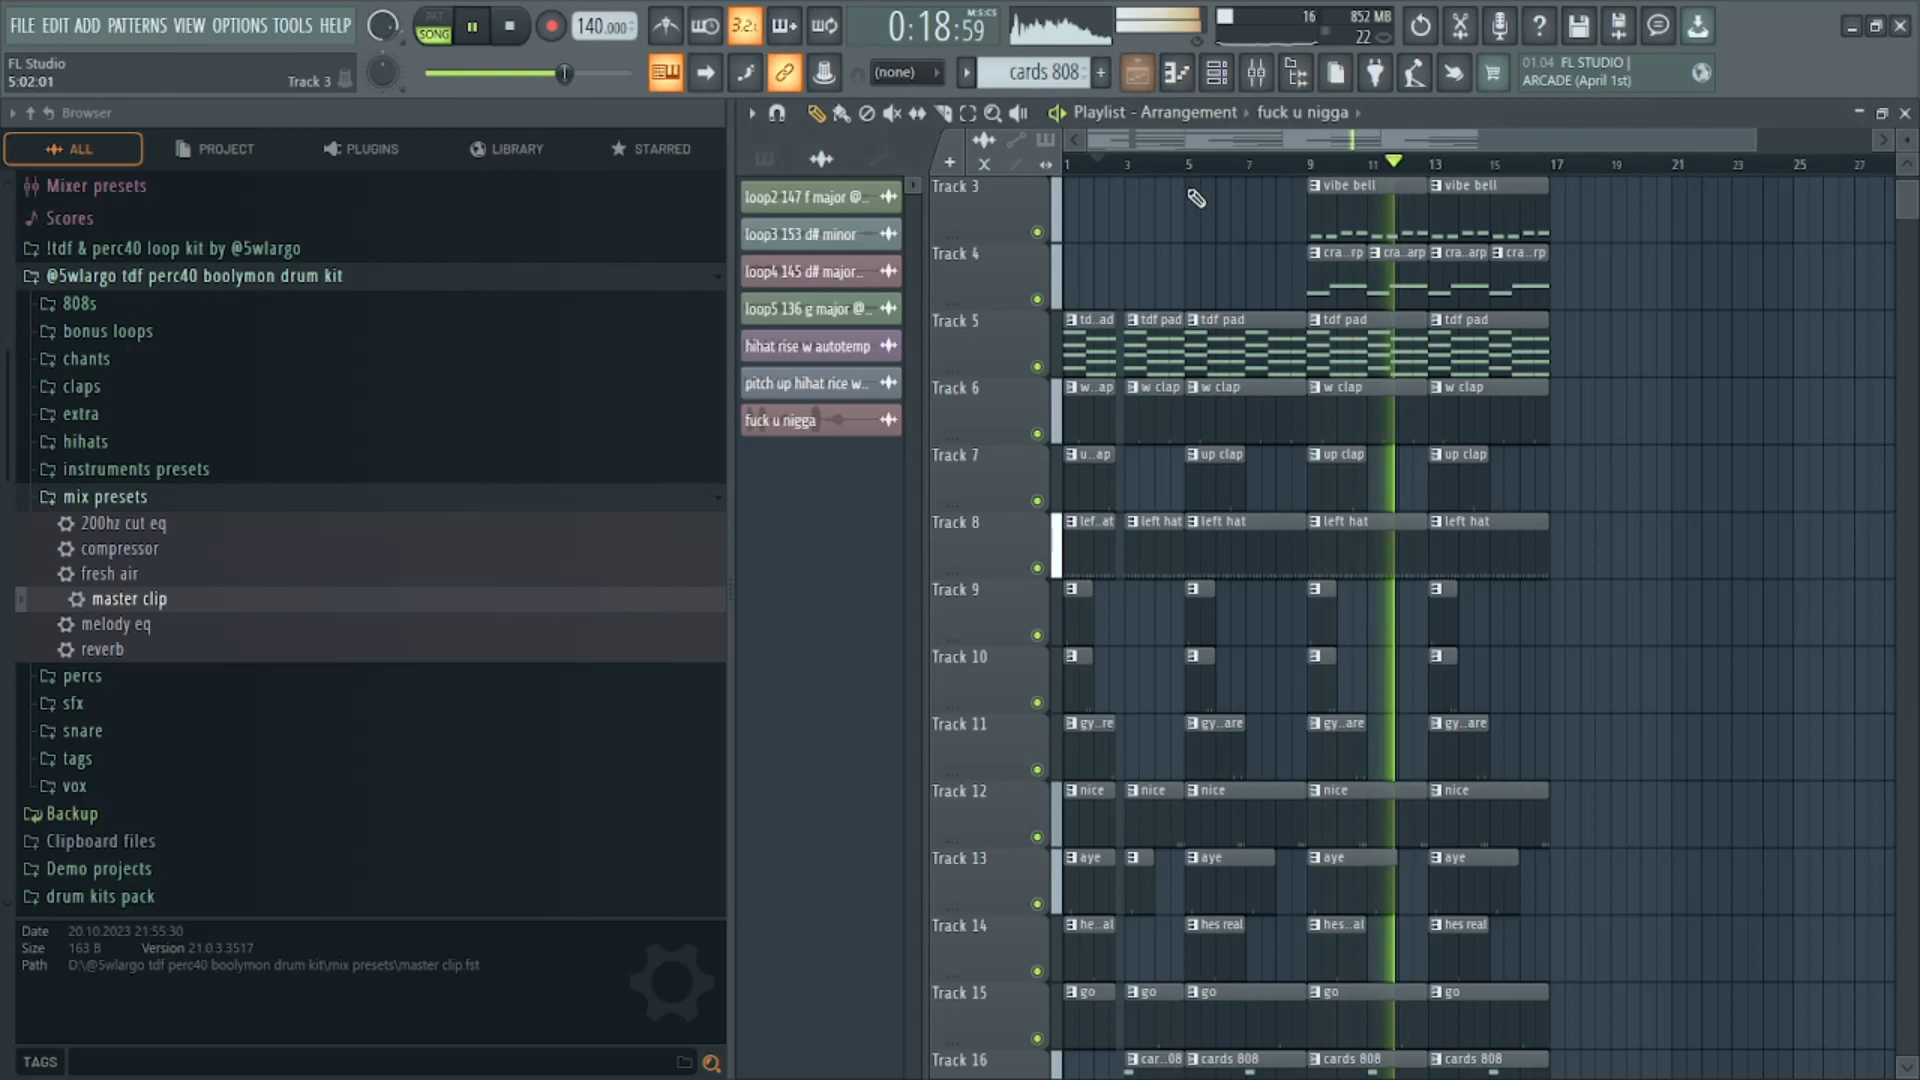 FILE EDIT ADD PATTERNS VIEW OPTIONS TOOLS HELP
PAT
SONG
140.000
3.2.
0:18:59
M:S:CS
16
852 MB
22
FL Studio
5:02:01
Track 3
(none)
cards 808
01.04 FL STUDIO |
ARCADE (April 1st)
Browser
ALL
PROJECT
PLUGINS
LIBRARY
STARRED
Mixer presets
Scores
!tdf & perc40 loop kit by @5wlargo
@5wlargo tdf perc40 boolymon drum kit
808s
bonus loops
chants
claps
extra
hihats
instruments presets
mix presets
200hz cut eq
compressor
fresh air
master clip
melody eq
reverb
percs
sfx
snare
tags
vox
Backup
Clipboard files
Demo projects
drum kits pack
Date 20.10.2023 21:55:30
Size 163 B Version 21.0.3.3517
Path D:\@5wlargo tdf perc40 boolymon drum kit\mix presets\master clip.fst
TAGS
loop2 147 f major @...
loop3 153 d# minor
loop4 145 d# major...
loop5 136 g major @...
hihat rise w autotemp
pitch up hihat rice w...
fuck u nigga
Playlist - Arrangement › fuck u nigga ›
1 3 5 7 9 11 13 15 17 19 21 23 25 27
Track 3 vibe bell vibe bell
Track 4 cra..rp cra..arp cra..arp cra..rp
Track 5 td..ad tdf pad tdf pad tdf pad tdf pad
Track 6 w..ap w clap w clap w clap w clap
Track 7 u..ap up clap up clap up clap
Track 8 lef..at left hat left hat left hat left hat
Track 9
Track 10
Track 11 gy..re gy..are gy..are gy..are
Track 12 nice nice nice nice nice
Track 13 aye aye aye aye
Track 14 he..al hes real hes..al hes real
Track 15 go go go go go
Track 16 car..08 cards 808 cards 808 cards 808